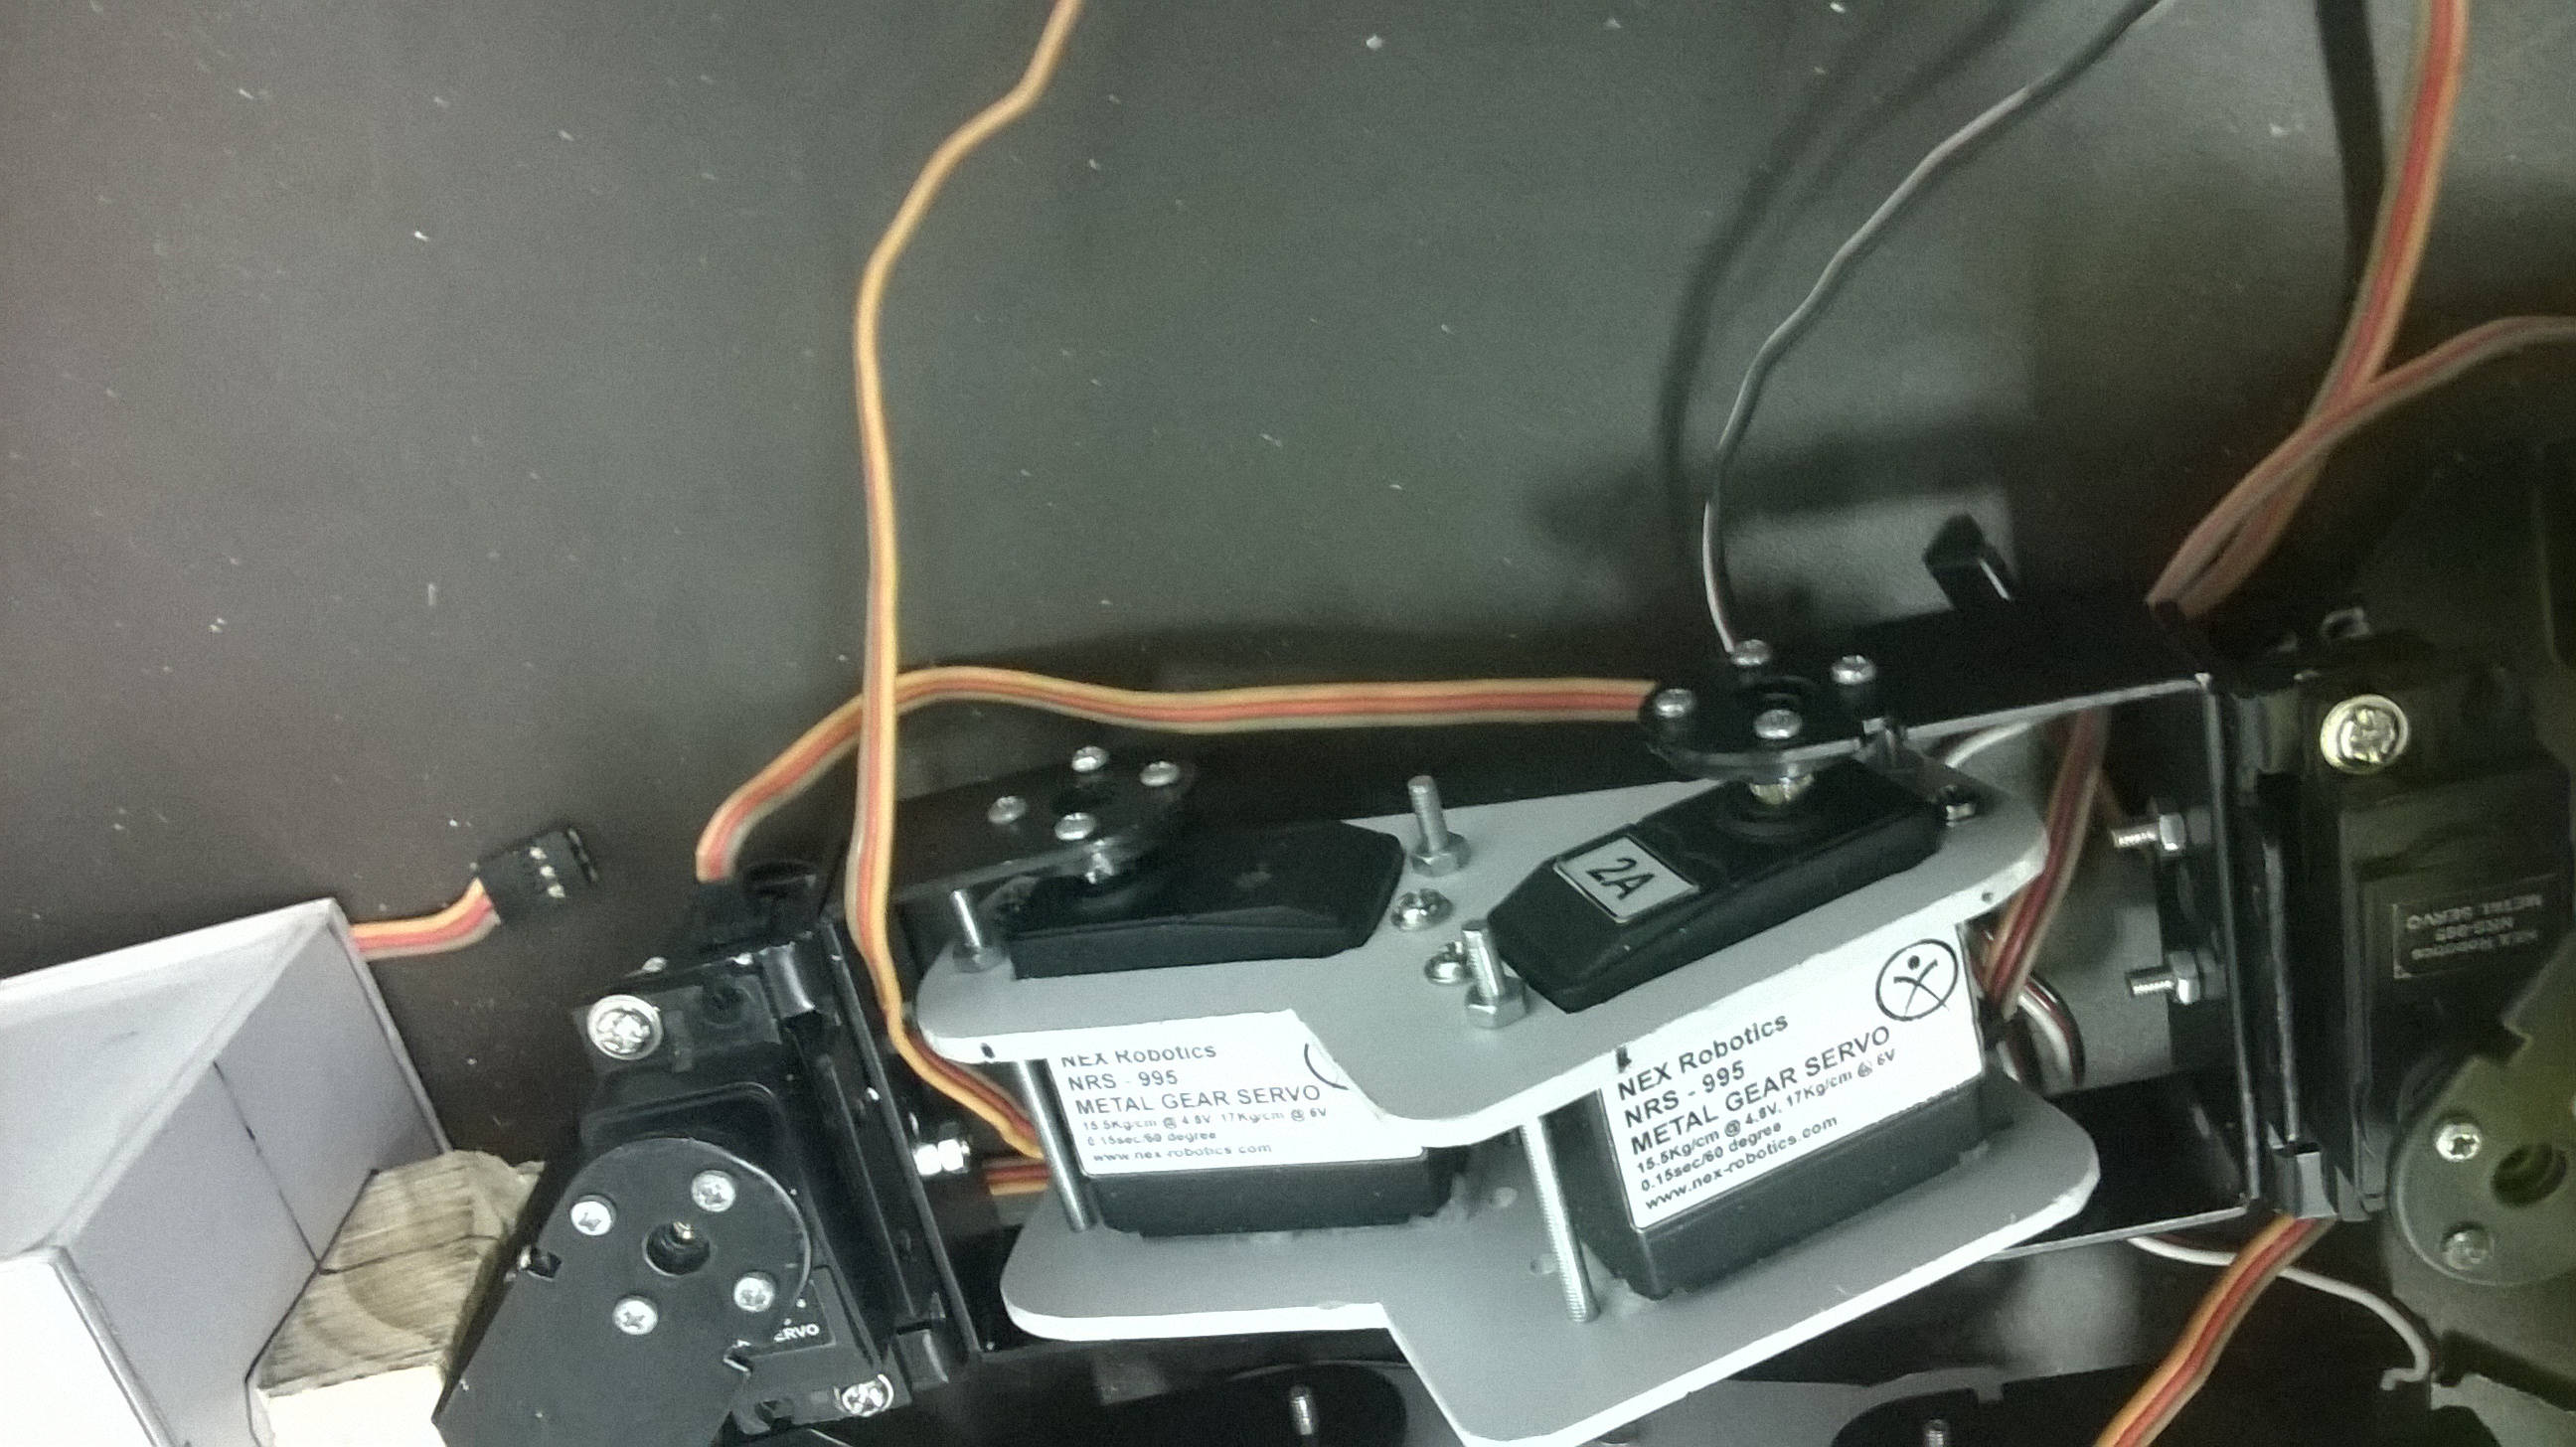 ERVO
NEX Robotics
NRS - 995
METAL GEAR SERVO
15.5Kg/cm @ 4.8V, 17Kg/cm @ 6V
0.15sec/60 degree
www.nex-robotics.com
2A
NEX Robotics
NRS - 995
METAL GEAR SERVO
15.5Kg/cm @ 4.8V, 17Kg/cm @ 6V
0.15sec/60 degree
www.nex-robotics.com